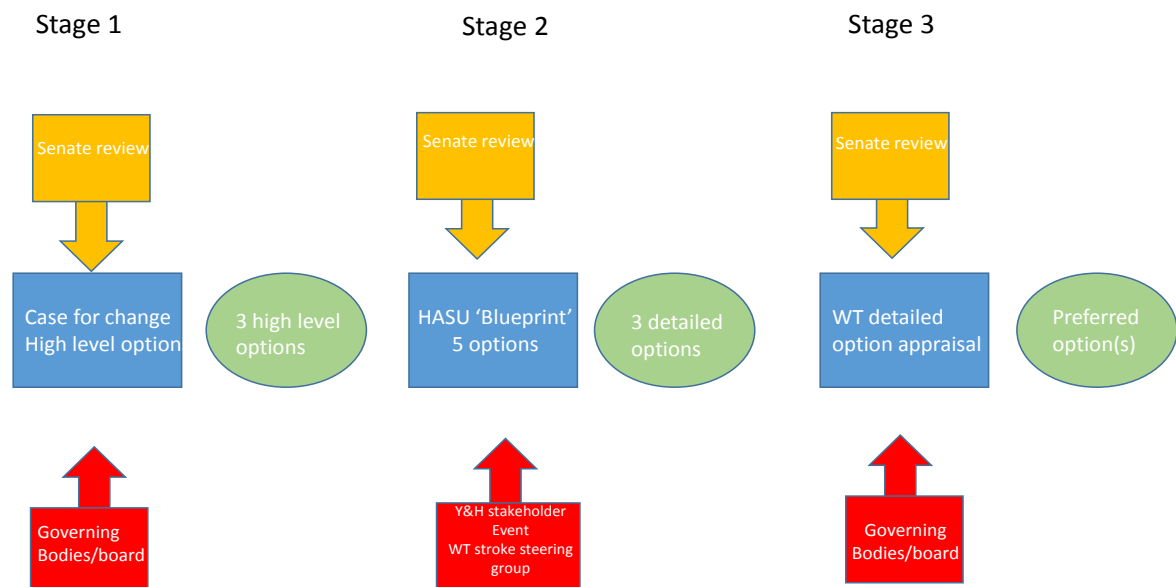 Stage 1
Stage 2
Stage 3
Senate review
Senate review
Senate review
Case for change
High level option
3 high level
options
HASU ‘Blueprint’
5 options
3 detailed
options
WT detailed
option appraisal
Preferred
option(s)
Governing
Bodies/board
Y&H stakeholder
Event
WT stroke steering
group
Governing
Bodies/board